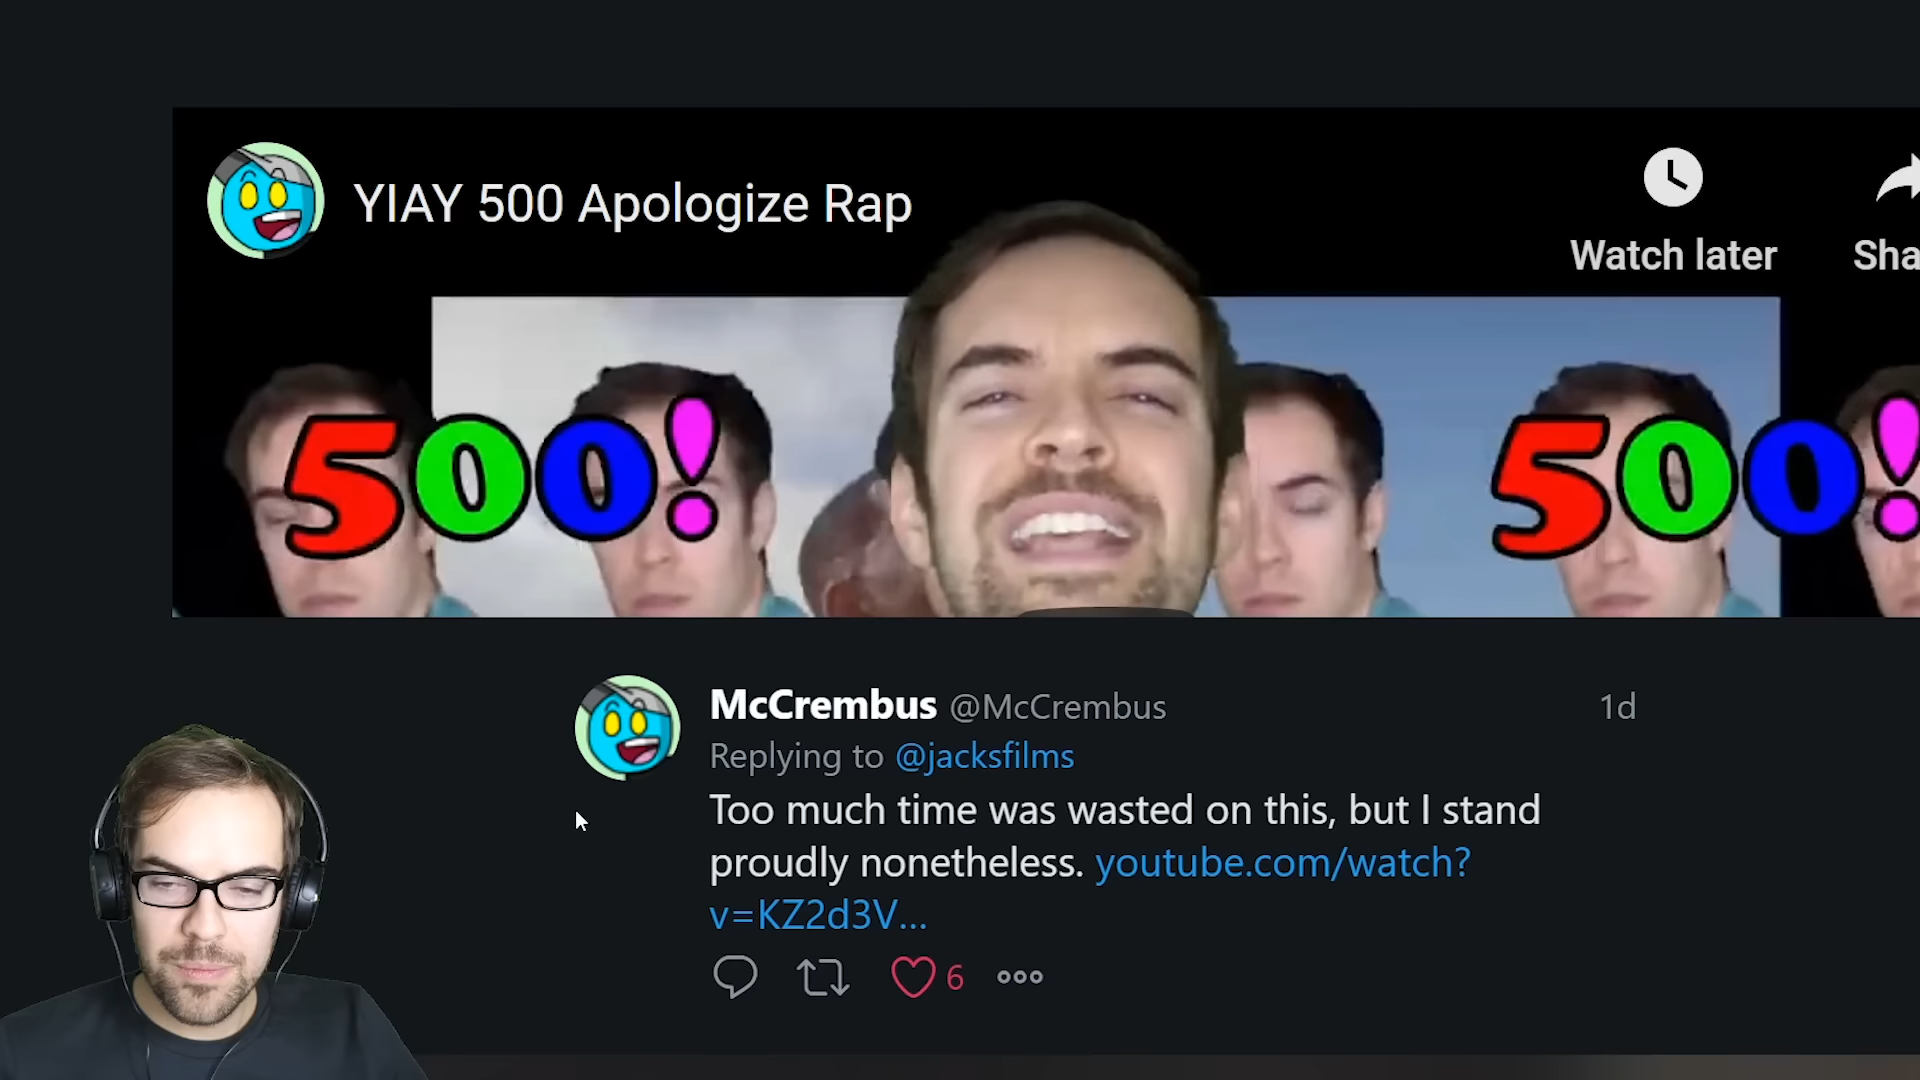 YIAY 500 Apologize Rap
Watch later
Sha
500!
500!
McCrembus @McCrembus
1d
Replying to @jacksfilms
Too much time was wasted on this, but I stand
proudly nonetheless. youtube.com/watch?
v=KZ2d3V...
6